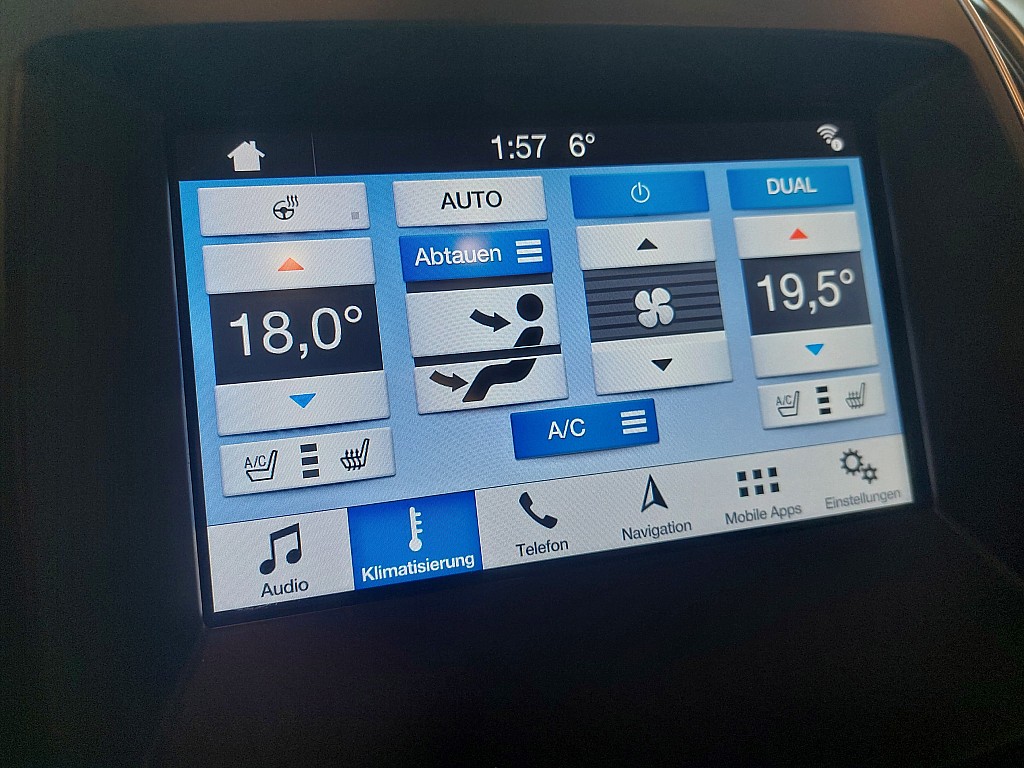 1:57 6°
AUTO
DUAL
Abtauen
18,0°
19,5°
A/C
A/C
A/C
Audio
Klimatisierung
Telefon
Navigation
Mobile Apps
Einstellungen